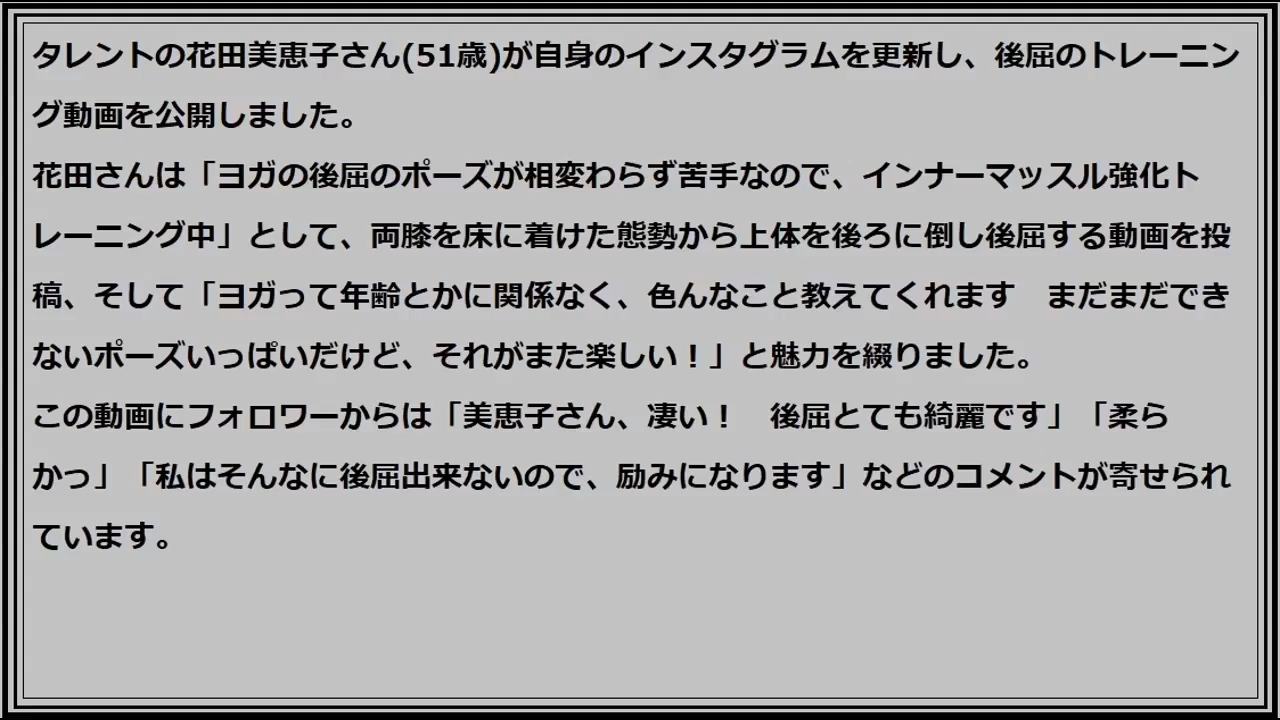 タレントの花田美恵子さん(51歳)が自身のインスタグラムを更新し、後屈のトレーニン
グ動画を公開しました。
花田さんは「ヨガの後屈のポーズが相変わらず苦手なので、インナーマッスル強化ト
レーニング中」として、両膝を床に着けた態勢から上体を後ろに倒し後屈する動画を投
稿、そして「ヨガって年齢とかに関係なく、色んなこと教えてくれます　まだまだでき
ないポーズいっぱいだけど、それがまた楽しい！」と魅力を綴りました。
この動画にフォロワーからは「美恵子さん、凄い！　後屈とても綺麗です」「柔ら
かっ」「私はそんなに後屈出来ないので、励みになります」などのコメントが寄せられ
ています。